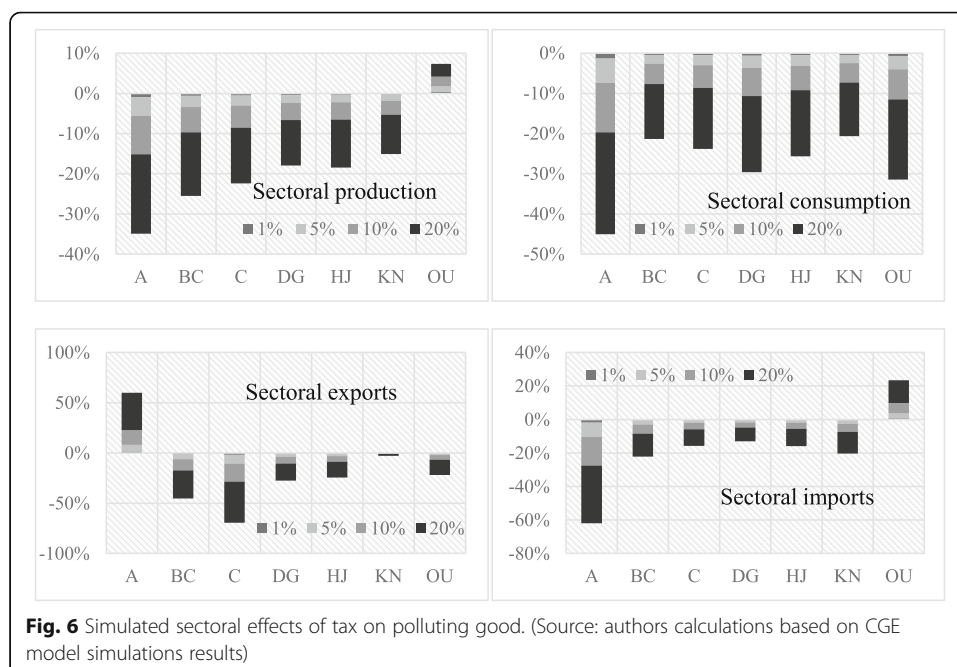 10%
0%
-10%
-20%
-30%
-40%
Sectoral production
1% 5% 10% 20%
A BC C DG HJ KN OU
0%
-10%
-20%
-30%
-40%
-50%
Sectoral consumption
1% 5% 10% 20%
A BC C DG HJ KN OU
100%
50%
0%
-50%
-100%
Sectoral exports
1% 5% 10% 20%
A BC C DG HJ KN OU
40%
20%
0%
-20%
-40%
-60%
-80%
1% 5% 10% 20%
Sectoral imports
A BC C DG HJ KN OU
Fig. 6 Simulated sectoral effects of tax on polluting good. (Source: authors calculations based on CGE
model simulations results)